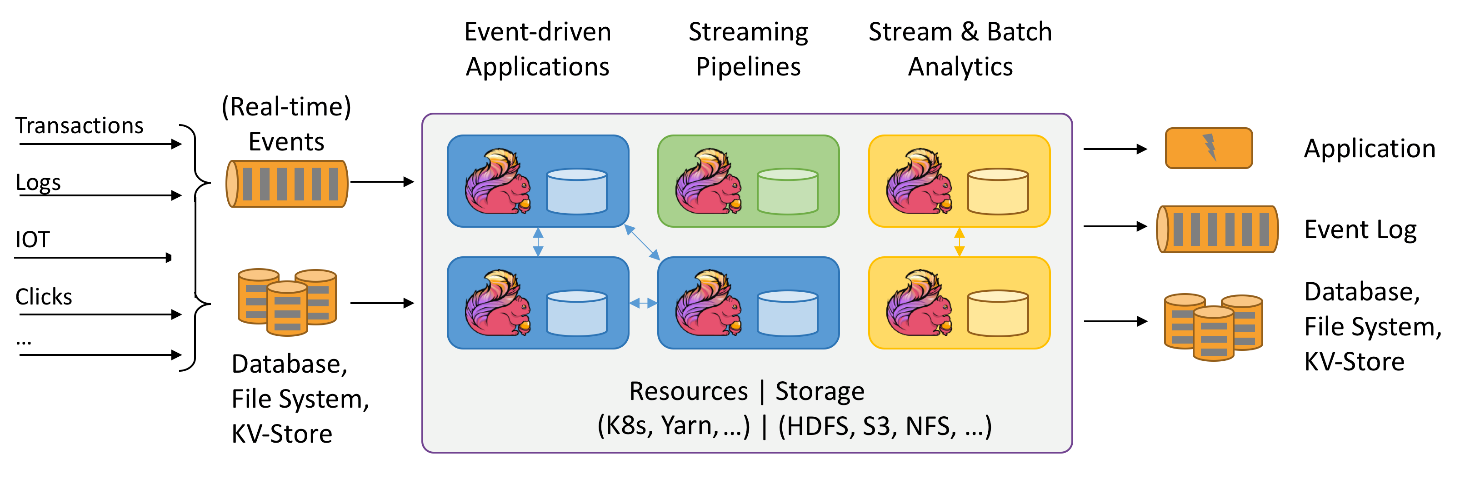 Event-driven
Applications
Streaming
Pipelines
Stream & Batch
Analytics
Transactions
Logs
IOT
Clicks
...
(Real-time)
Events
Database,
File System,
KV-Store
Resources | Storage
(K8s, Yarn, ...) | (HDFS, S3, NFS, ...)
Application
Event Log
Database,
File System,
KV-Store